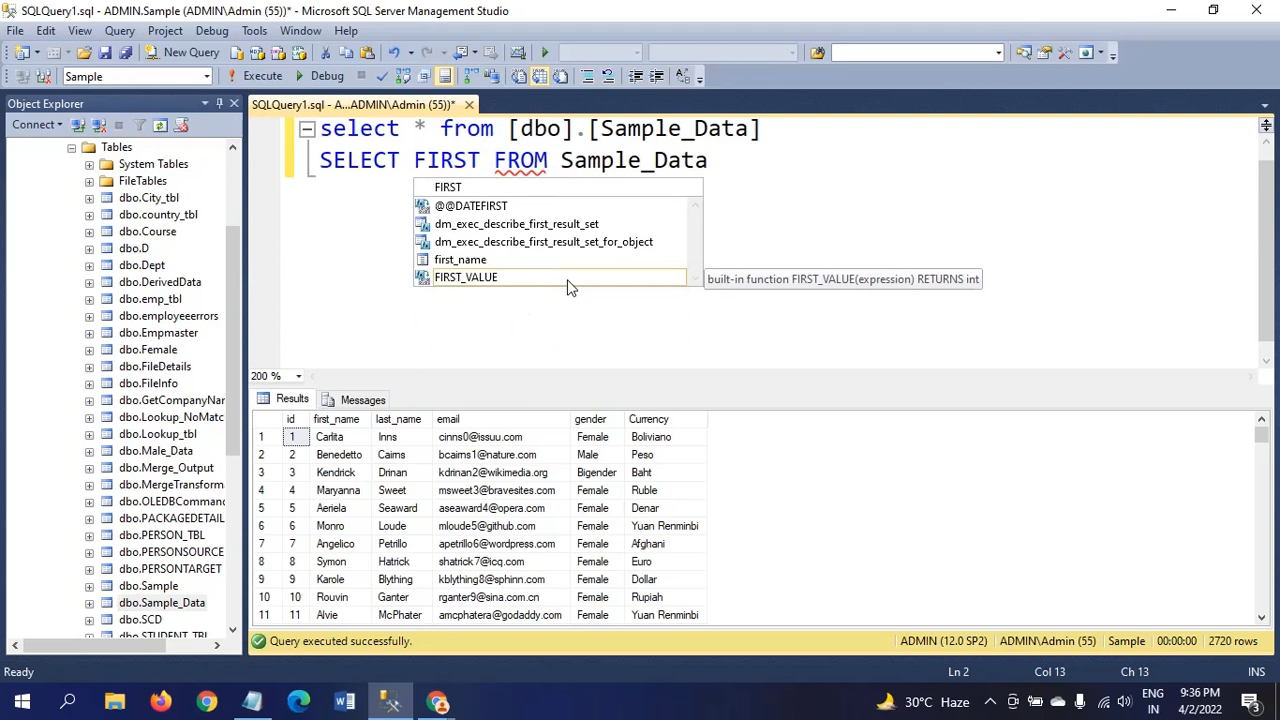 SQLQuery1.sql - ADMIN.Sample (ADMIN\Admin (55))* - Microsoft SQL Server Management Studio
File Edit View Query Project Debug Tools Window Help
New Query
Sample Execute Debug
Object Explorer
SQLQuery1.sql - A...ADMIN\Admin (55))*
Connect
Tables
System Tables
FileTables
dbo.City_tbl
dbo.country_tbl
dbo.Course
dbo.D
dbo.Dept
dbo.DerivedData
dbo.emp_tbl
dbo.employeeerrors
dbo.Empmaster
dbo.Female
dbo.FileDetails
dbo.FileInfo
dbo.GetCompanyNam
dbo.Lookup_NoMatc
dbo.Lookup_tbl
dbo.Male_Data
dbo.Merge_Output
dbo.MergeTransform
dbo.OLEDBCommand
dbo.PACKAGEDETAIL
dbo.PERSON_TBL
dbo.PERSONSOURCE
dbo.PERSONTARGET
dbo.Sample
dbo.Sample_Data
dbo.SCD
dbo.STUDENT_TBL
select * from [dbo].[Sample_Data]
SELECT FIRST FROM Sample_Data
FIRST
@@DATEFIRST
dm_exec_describe_first_result_set
dm_exec_describe_first_result_set_for_object
first_name
FIRST_VALUE
built-in function FIRST_VALUE(expression) RETURNS int
200 %
Results Messages
id first_name last_name email gender Currency
1 1 Carlita Inns cinns0@issuu.com Female Boliviano
2 2 Benedetto Cairns bcairns1@nature.com Male Peso
3 3 Kendrick Drinan kdrinan2@wikimedia.org Bigender Baht
4 4 Maryanna Sweet msweet3@bravesites.com Female Ruble
5 5 Aeriela Seaward aseaward4@opera.com Female Denar
6 6 Monro Loude mloude5@github.com Female Yuan Renminbi
7 7 Angelico Petrillo apetrillo6@wordpress.com Female Afghani
8 8 Symon Hatrick shatrick7@icq.com Female Euro
9 9 Karole Blything kblything8@sphinn.com Female Dollar
10 10 Rouvin Ganter rganter9@sina.com.cn Female Rupiah
11 11 Alvie McPhater amcphatera@godaddy.com Female Yuan Renminbi
Query executed successfully. ADMIN (12.0 SP2) ADMIN\Admin (55) Sample 00:00:00 2720 rows
Ready Ln 2 Col 13 Ch 13 INS
30°C Haze ENG IN 9:36 PM 4/2/2022 3